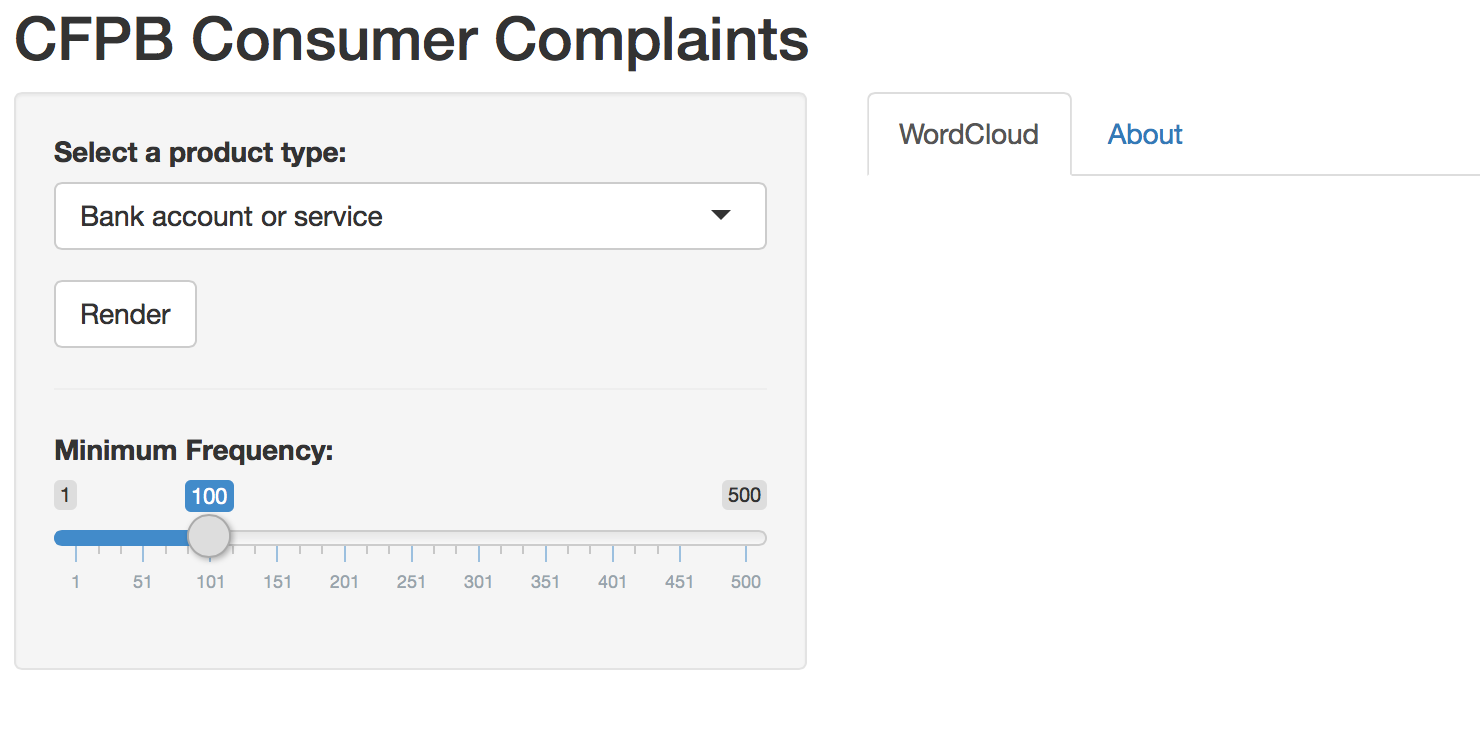 CFPB Consumer Complaints
Select a product type:
Bank account or service
Render
Minimum Frequency:
1 100 500
1 51 101 151 201 251 301 351 401 451 500
WordCloud About